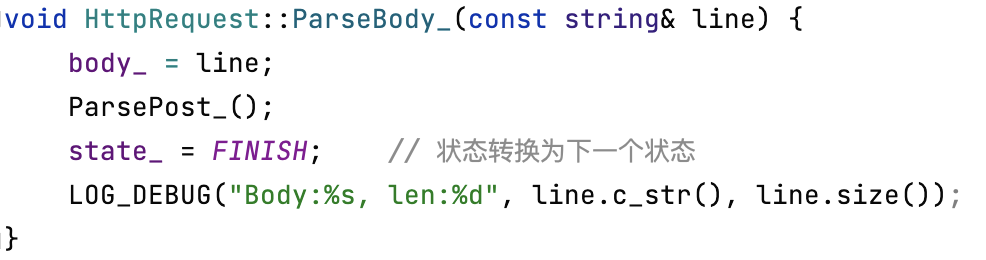 void HttpRequest::ParseBody_(const string& line) {
    body_ = line;
    ParsePost_();
    state_ = FINISH;    // 状态转换为下一个状态
    LOG_DEBUG("Body:%s, len:%d", line.c_str(), line.size());
}